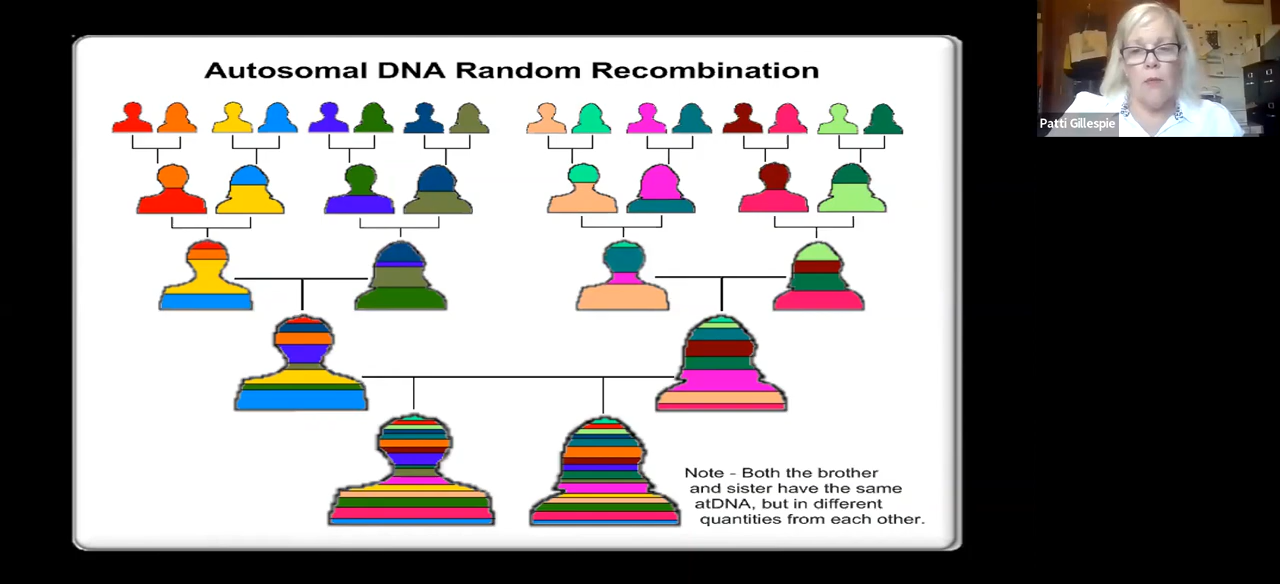 Autosomal DNA Random Recombination
Patti Gillespie
Note - Both the brother
and sister have the same
atDNA, but in different
quantities from each other.